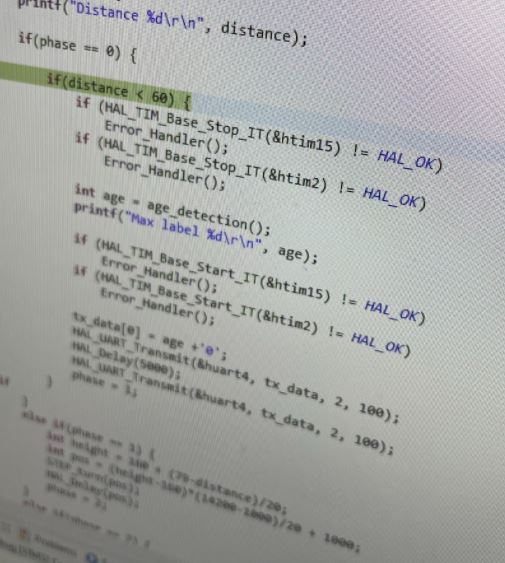 printf("Distance %d\r\n", distance);
if(phase == 0) {
if(distance < 60) {
if (HAL_TIM_Base_Stop_IT(&htim15) != HAL_OK)
Error_Handler();
if (HAL_TIM_Base_Stop_IT(&htim2) != HAL_OK)
Error_Handler();
int age = age_detection();
printf("Max label %d\r\n", age);
if (HAL_TIM_Base_Start_IT(&htim15) != HAL_OK)
Error_Handler();
if (HAL_TIM_Base_Start_IT(&htim2) != HAL_OK)
Error_Handler();
tx_data[0] = age +'0';
HAL_UART_Transmit(&huart4, tx_data, 2, 100);
HAL_Delay(5000);
HAL_UART_Transmit(&huart4, tx_data, 2, 100);
phase = 1;
}
}
else if(phase == 1) {
int height = 160 + (79-distance)/20;
int pos = (height-160)*(14200-1000)/20 + 1000;
STEP_turn(pos);
HAL_Delay(pos);
phase = 2;
}
else if(phase == 2) {
Problems